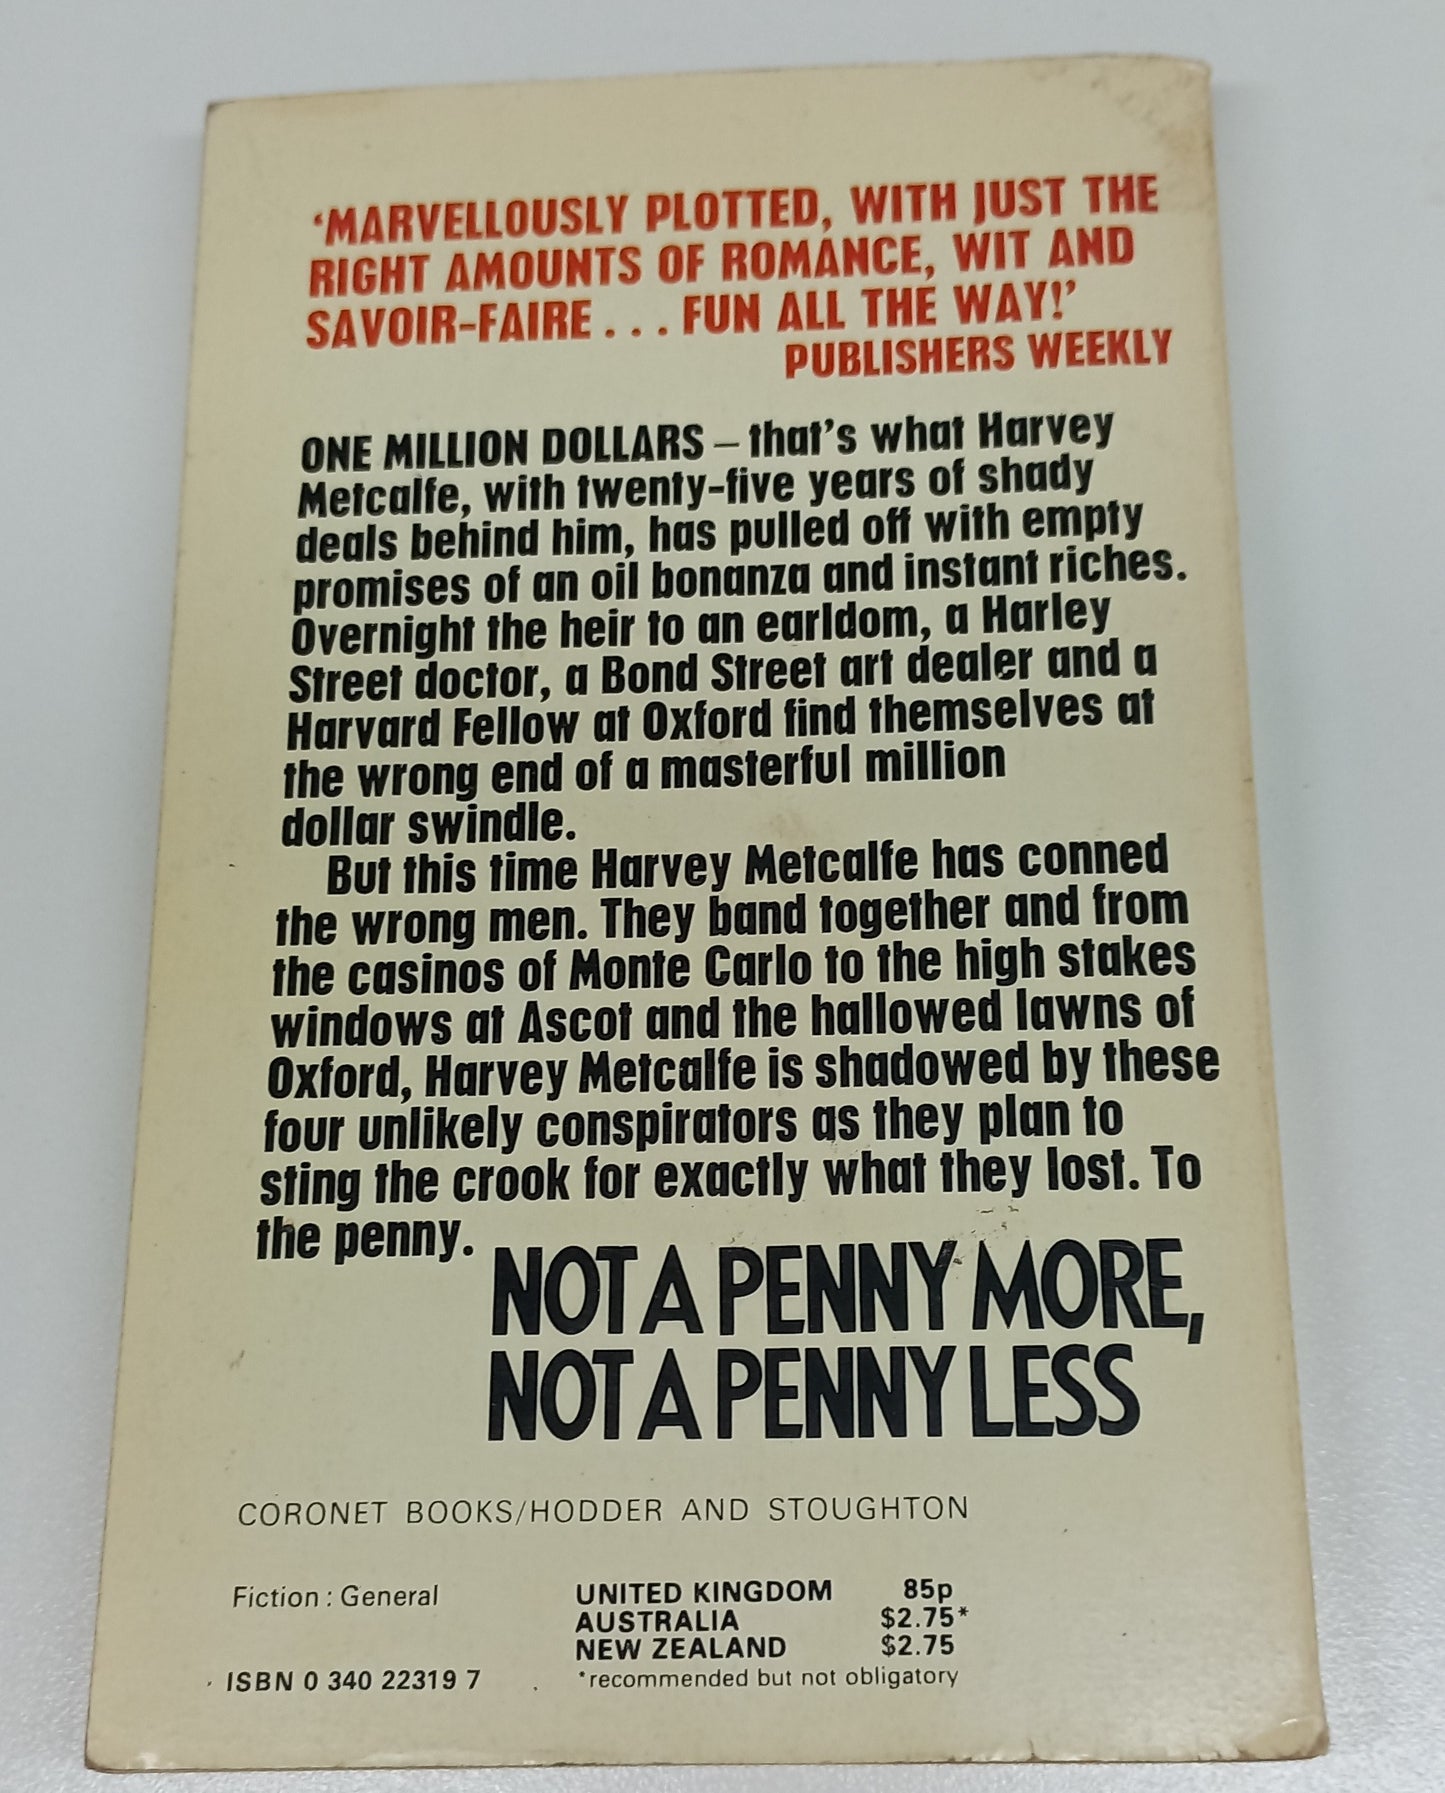 ‘MARVELLOUSLY PLOTTED, WITH JUST THE
RIGHT AMOUNTS OF ROMANCE, WIT AND
SAVOIR-FAIRE . . . FUN ALL THE WAY!’
PUBLISHERS WEEKLY
ONE MILLION DOLLARS – that’s what Harvey
Metcalfe, with twenty-five years of shady
deals behind him, has pulled off with empty
promises of an oil bonanza and instant riches.
Overnight the heir to an earldom, a Harley
Street doctor, a Bond Street art dealer and a
Harvard Fellow at Oxford find themselves at
the wrong end of a masterful million
dollar swindle.
But this time Harvey Metcalfe has conned
the wrong men. They band together and from
the casinos of Monte Carlo to the high stakes
windows at Ascot and the hallowed lawns of
Oxford, Harvey Metcalfe is shadowed by these
four unlikely conspirators as they plan to
sting the crook for exactly what they lost. To
the penny.
NOT A PENNY MORE,
NOT A PENNY LESS
CORONET BOOKS/HODDER AND STOUGHTON
Fiction : General
UNITED KINGDOM 85p
AUSTRALIA $2.75*
NEW ZEALAND $2.75
*recommended but not obligatory
ISBN 0 340 22319 7